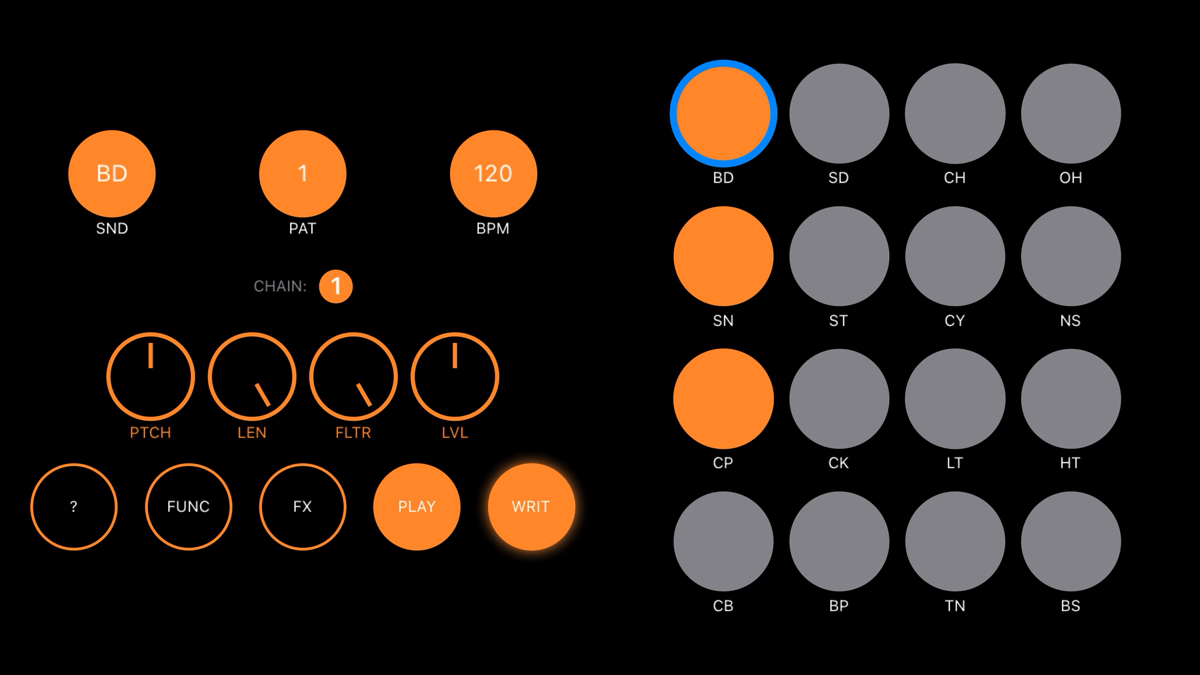 BD 1 120
SND PAT BPM
CHAIN: 1
PTCH LEN FLTR LVL
? FUNC FX PLAY WRIT
BD SD CH OH
SN ST CY NS
CP CK LT HT
CB BP TN BS